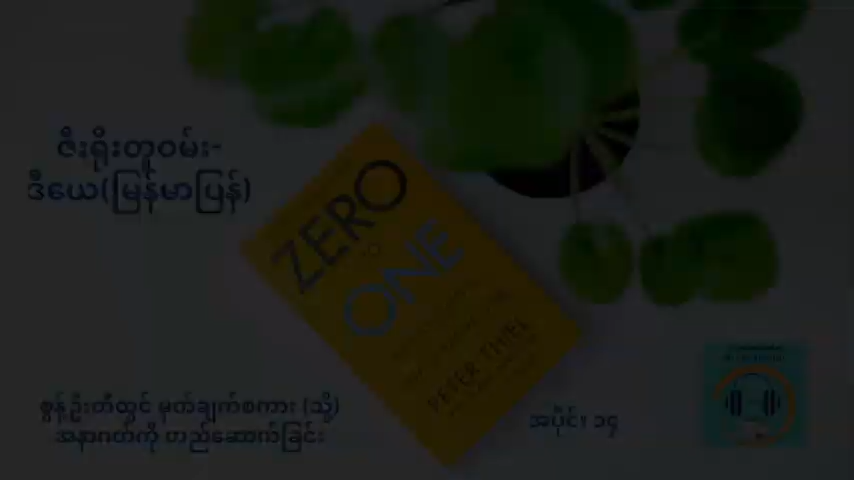 ဇီးရိုးတူဝမ်း-
ဒီယေ(မြန်မာပြန်)
ZERO
TO
ONE
PETER THIEL
စွန့်ဦးတီထွင် မှတ်ချက်စကား (သို့)
အနာဂတ်ကို တည်ဆောက်ခြင်း
အပိုင်း ၁၄